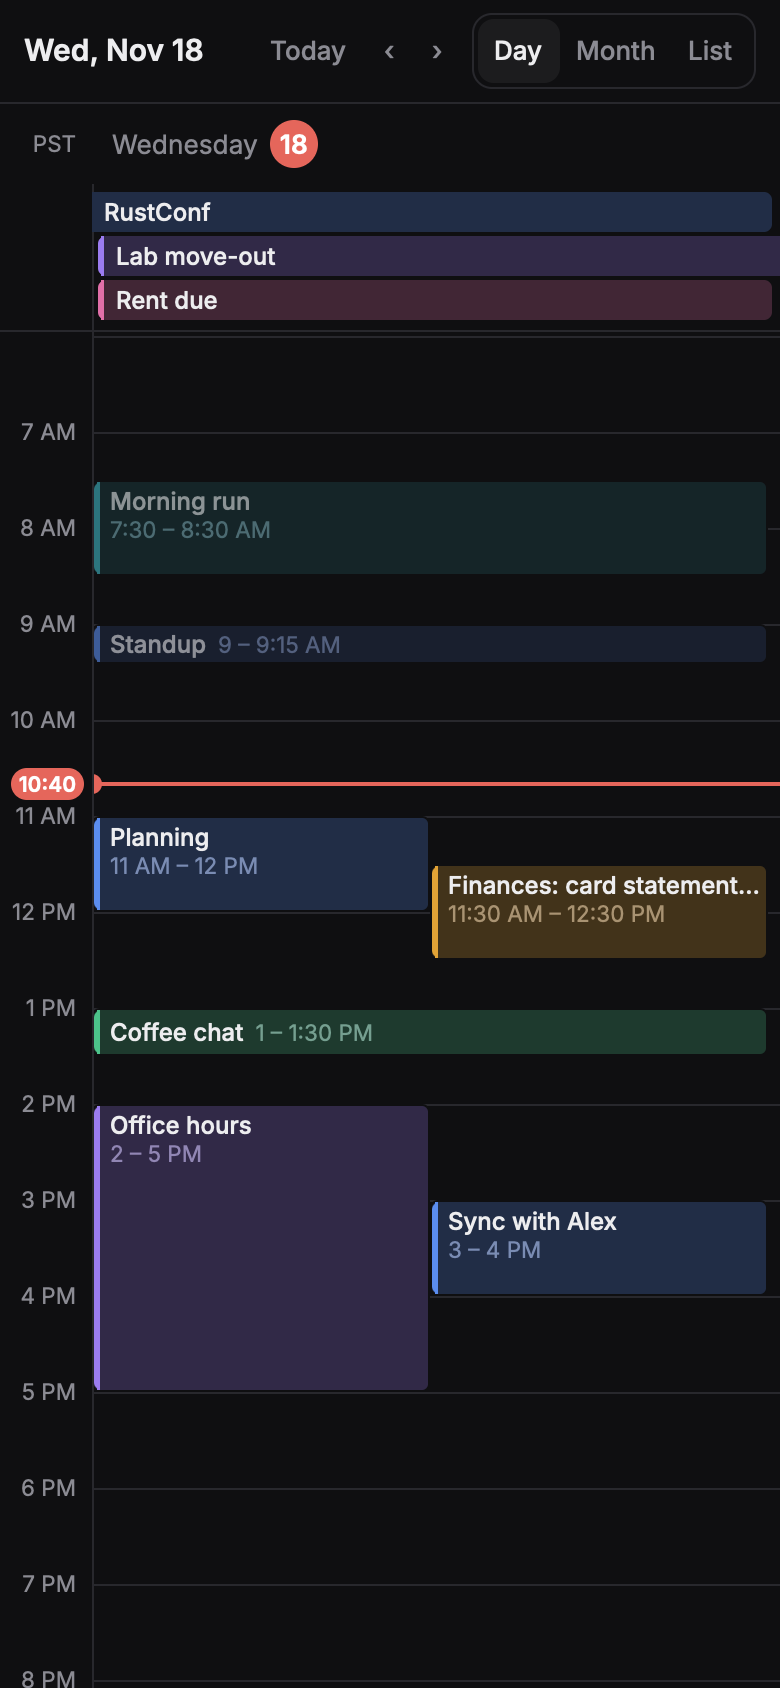 Wed, Nov 18 Today ‹ › Day Month List
PST Wednesday 18
RustConf
Lab move-out
Rent due
7 AM
Morning run
7:30 – 8:30 AM
8 AM
9 AM
Standup 9 – 9:15 AM
10 AM
10:40
11 AM
Planning
11 AM – 12 PM
Finances: card statement...
11:30 AM – 12:30 PM
12 PM
1 PM
Coffee chat 1 – 1:30 PM
2 PM
Office hours
2 – 5 PM
3 PM
Sync with Alex
3 – 4 PM
4 PM
5 PM
6 PM
7 PM
8 PM